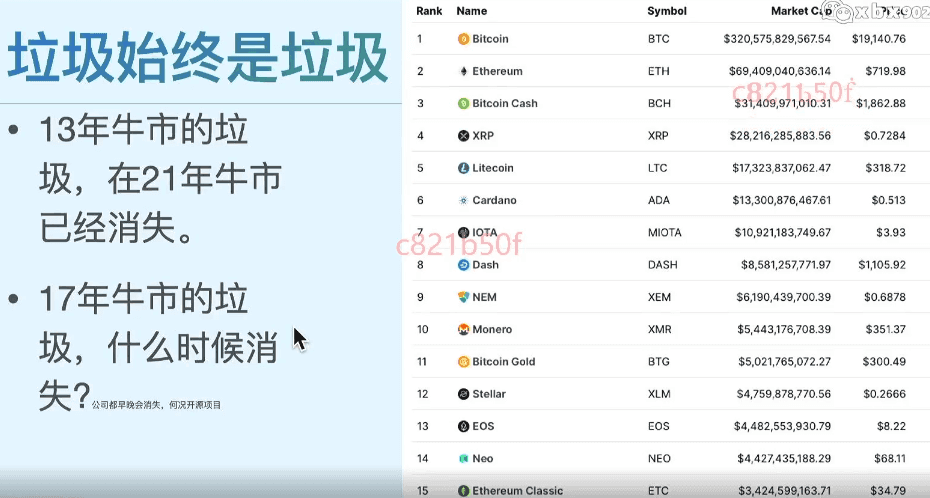 垃圾始终是垃圾
• 13年牛市的垃
圾，在21年牛市
已经消失。
• 17年牛市的垃
圾，什么时候消
失?公司都早晚会消失，何况开源项目
xbx902
Rank Name Symbol Market Cap
1 Bitcoin BTC $320,575,829,567.54 $19,140.76
2 Ethereum ETH $69,409,040,636.14 $719.98
c821b50f
3 Bitcoin Cash BCH $31,409,971,010.31 $1,862.88
4 XRP XRP $28,216,285,883.56 $0.7284
5 Litecoin LTC $17,323,837,062.47 $318.72
6 Cardano ADA $13,300,876,467.61 $0.513
7 IOTA MIOTA $10,921,183,749.67 $3.93
c821b50f
8 Dash DASH $8,581,257,771.97 $1,105.92
9 NEM XEM $6,190,439,700.39 $0.6878
10 Monero XMR $5,443,176,708.39 $351.37
11 Bitcoin Gold BTG $5,021,765,072.27 $300.49
12 Stellar XLM $4,759,878,770.56 $0.2666
13 EOS EOS $4,482,553,930.79 $8.22
14 Neo NEO $4,427,435,188.29 $68.11
15 Ethereum Classic ETC $3,424,599,163.71 $34.79